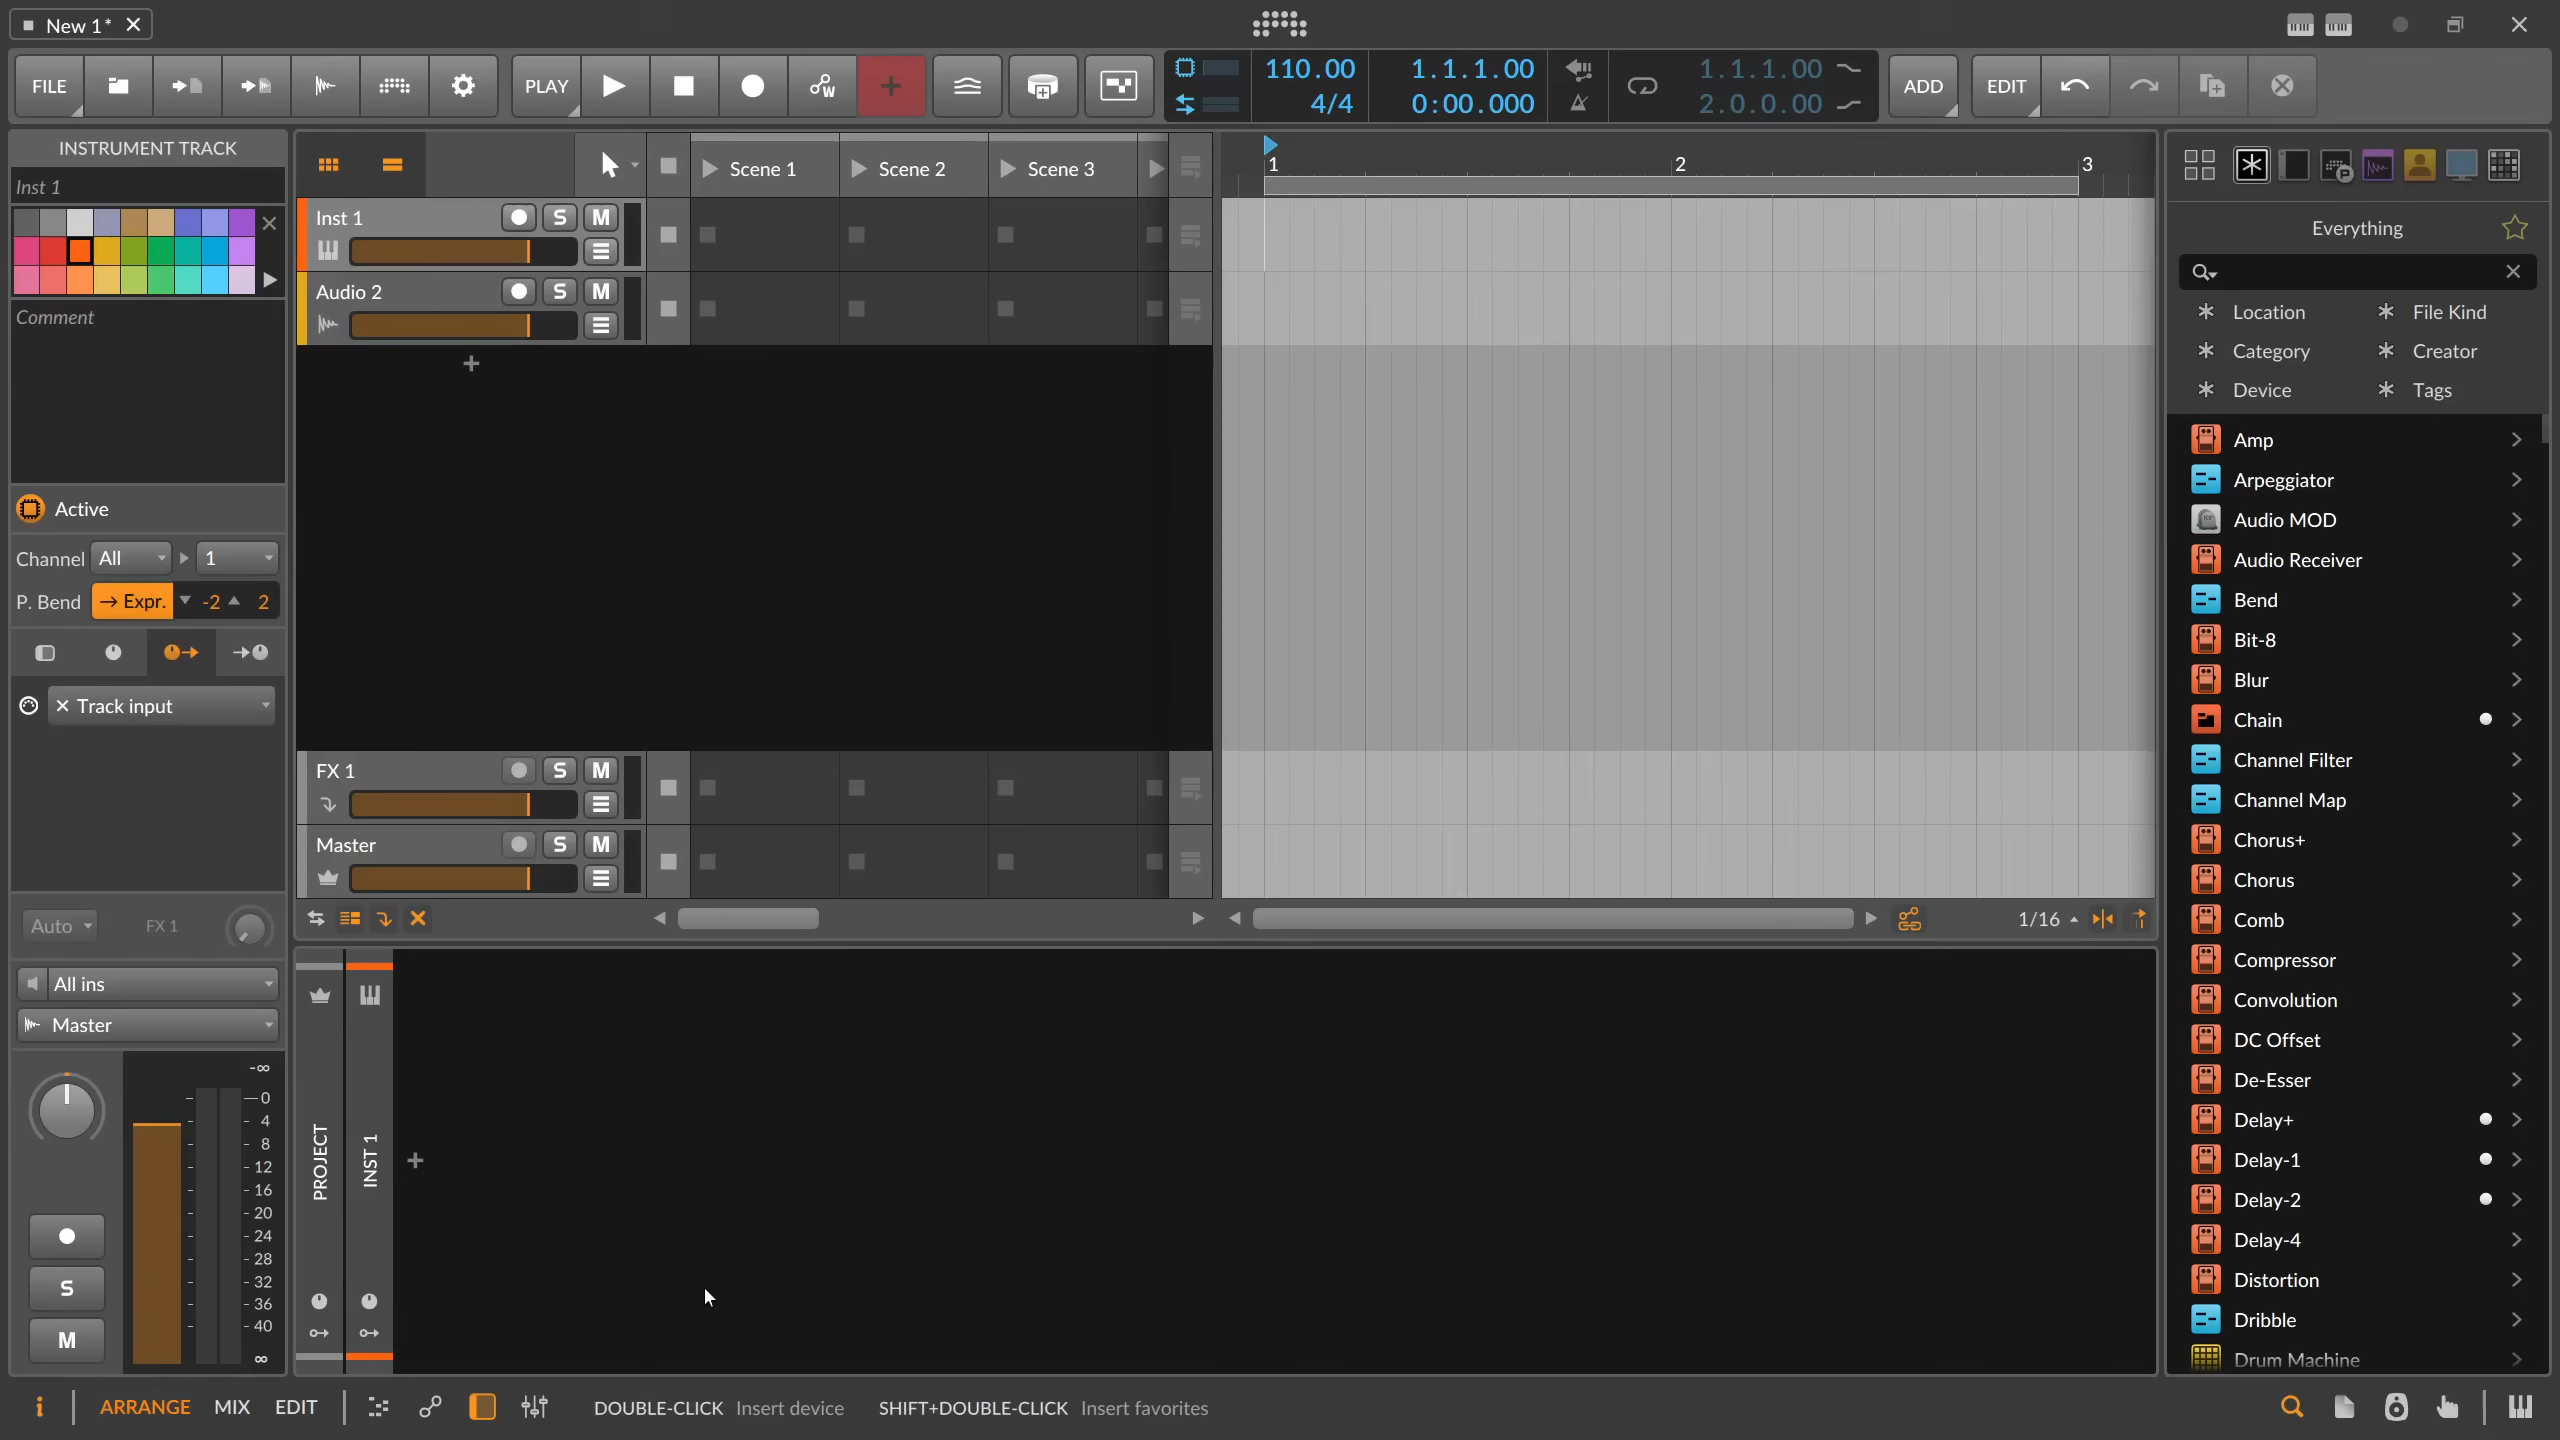 New 1*
FILE
PLAY
110.00
4/4
1.1.1.00
0:00.000
1.1.1.00
2.0.0.00
ADD
EDIT
INSTRUMENT TRACK
Inst 1
Comment
Active
Channel All 1
P. Bend Expr. -2 2
Track input
Auto FX 1
All ins
Master
-∞
0
4
8
12
16
20
24
28
32
36
40
∞
S
M
Scene 1
Scene 2
Scene 3
1
2
3
Inst 1 S M
Audio 2 S M
FX 1 S M
Master S M
1/16
PROJECT
INST 1
Everything
Location
File Kind
Category
Creator
Device
Tags
Amp
Arpeggiator
Audio MOD
Audio Receiver
Bend
Bit-8
Blur
Chain
Channel Filter
Channel Map
Chorus+
Chorus
Comb
Compressor
Convolution
DC Offset
De-Esser
Delay+
Delay-1
Delay-2
Delay-4
Distortion
Dribble
Drum Machine
i ARRANGE MIX EDIT
DOUBLE-CLICK Insert device SHIFT+DOUBLE-CLICK Insert favorites